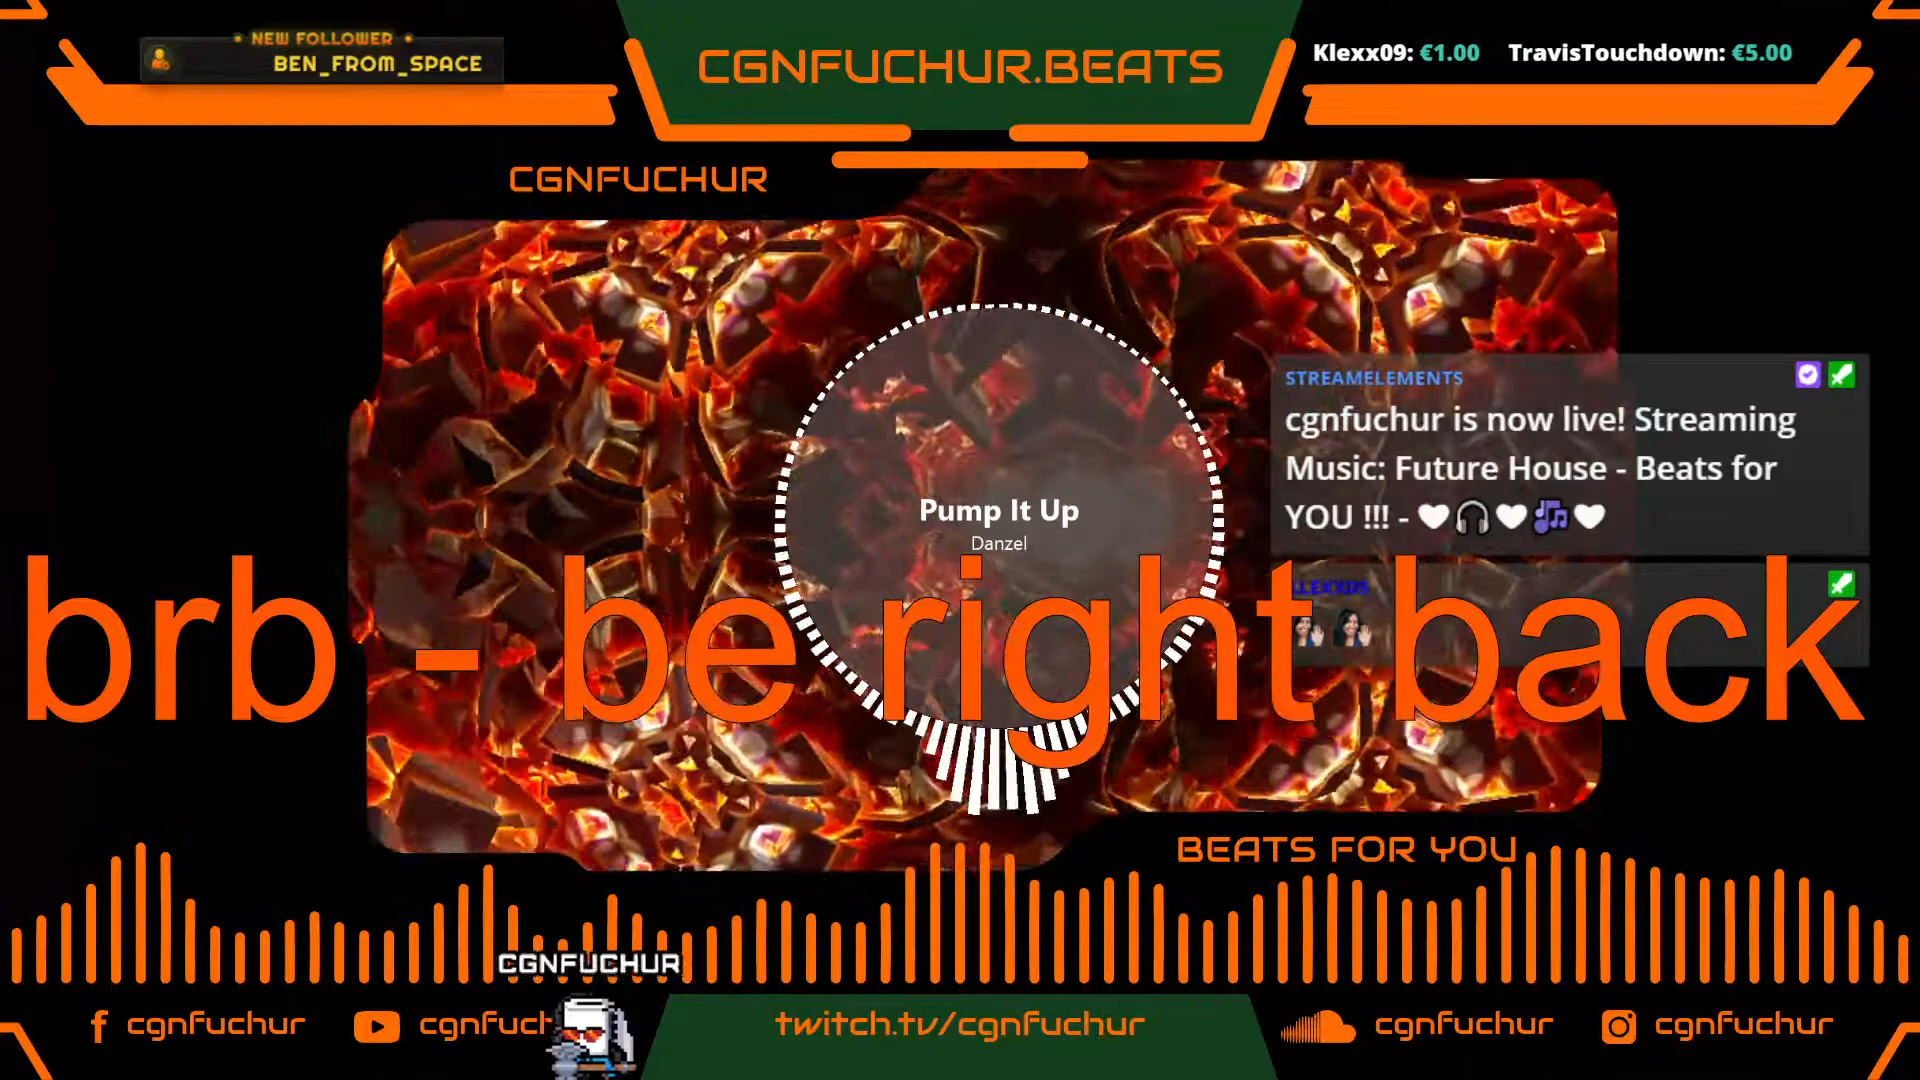 NEW FOLLOWER
BEN_FROM_SPACE
CGNFUCHUR.BEATS
Klexx09: €1.00 TravisTouchdown: €5.00
CGNFUCHUR
STREAMELEMENTS
cgnfuchur is now live! Streaming
Music: Future House - Beats for
YOU !!! - 🤍🎧🤍🎶🤍
Pump It Up
Danzel
KLEXX09
brb - be right back
BEATS FOR YOU
CGNFUCHUR
cgnfuchur
cgnfuch
twitch.tv/cgnfuchur
cgnfuchur
cgnfuchur